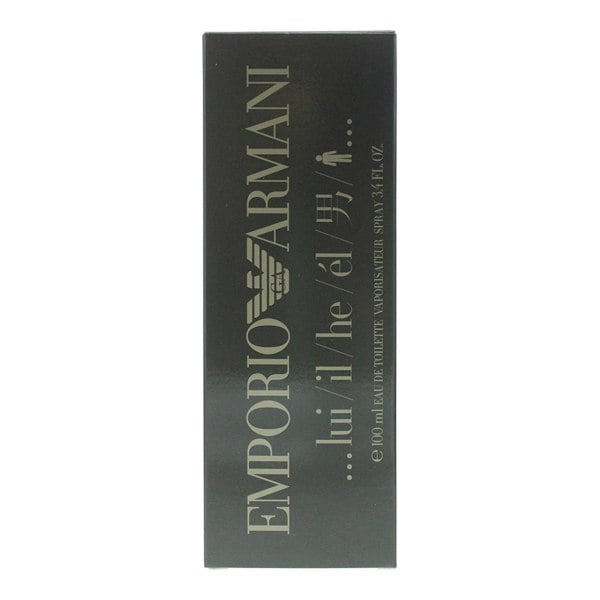 EMPORIO ARMANI
...lui/il/he/él/男/...
℮ 100 ml EAU DE TOILETTE VAPORISATEUR SPRAY 3.4 FL. OZ.